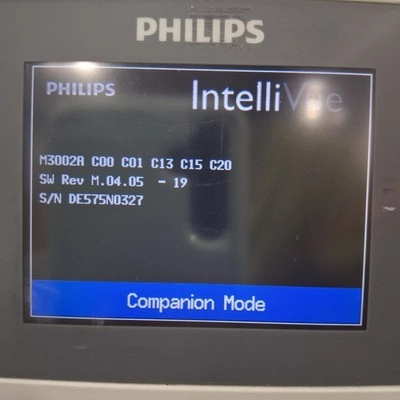 PHILIPS
PHILIPS IntelliVue
M3002A C00 C01 C13 C15 C20
SW Rev M.04.05 - 19
S/N DE575N0327
Companion Mode